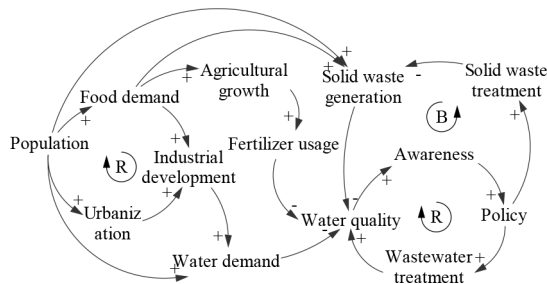 +
+
Agricultural
growth
+
Solid waste
generation
-
Solid waste
treatment
Food demand
+
+
+
B
+
Population
R
Industrial
development
Fertilizer usage
Awareness
+
+
+
+
Urbaniz
ation
-
-
Water quality
-
+
R
Policy
+
Water demand
+
Wastewater
treatment
+